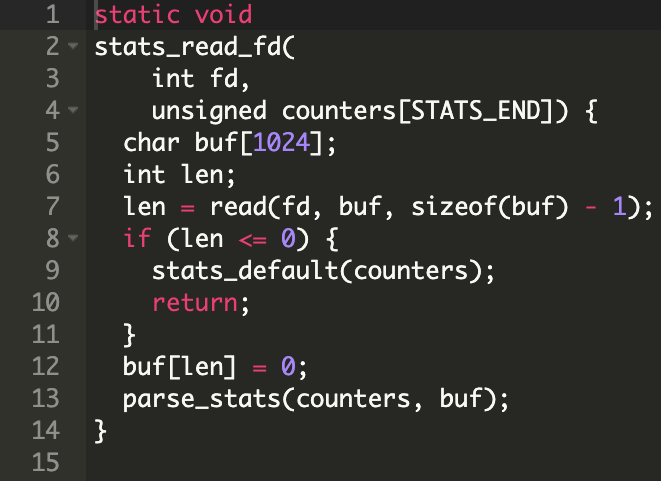 1 static void
2 stats_read_fd(
3     int fd,
4     unsigned counters[STATS_END]) {
5   char buf[1024];
6   int len;
7   len = read(fd, buf, sizeof(buf) - 1);
8   if (len <= 0) {
9     stats_default(counters);
10     return;
11   }
12   buf[len] = 0;
13   parse_stats(counters, buf);
14 }
15